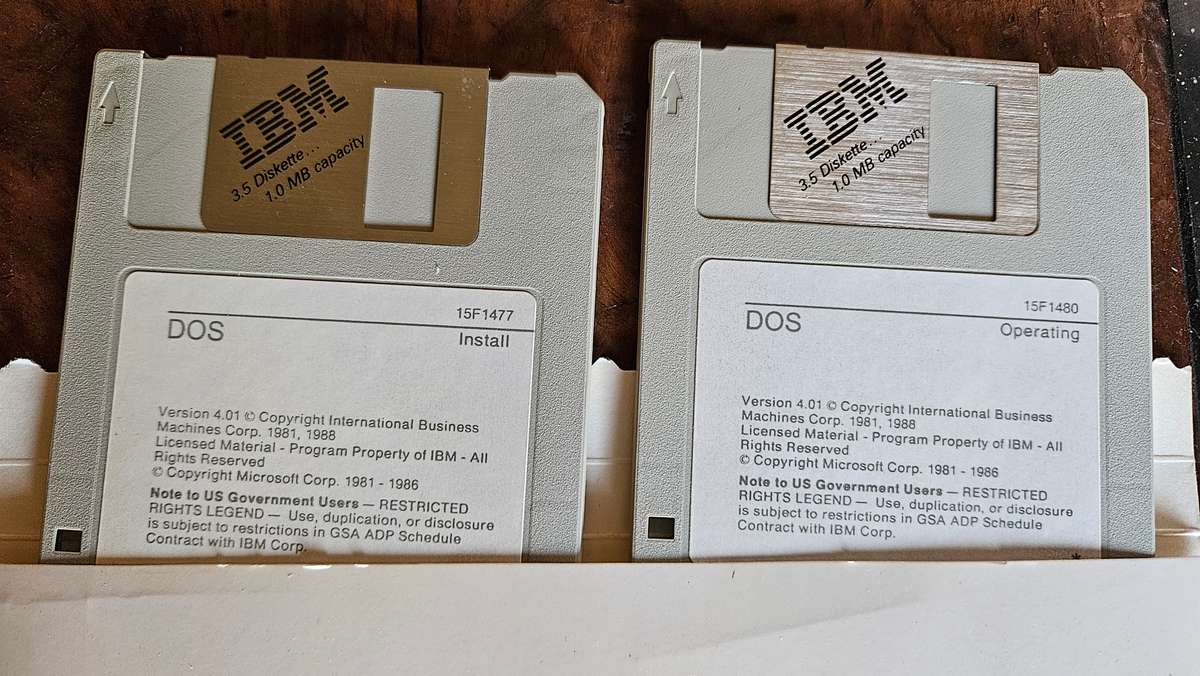 IBM
3.5 Diskette...
1.0 MB capacity
15F1477
DOS
Install
Version 4.01 © Copyright International Business
Machines Corp. 1981, 1988
Licensed Material - Program Property of IBM - All
Rights Reserved
© Copyright Microsoft Corp. 1981 - 1986
Note to US Government Users — RESTRICTED
RIGHTS LEGEND — Use, duplication, or disclosure
is subject to restrictions in GSA ADP Schedule
Contract with IBM Corp.
IBM
3.5 Diskette...
1.0 MB capacity
15F1480
DOS
Operating
Version 4.01 © Copyright International Business
Machines Corp. 1981, 1988
Licensed Material - Program Property of IBM - All
Rights Reserved
© Copyright Microsoft Corp. 1981 - 1986
Note to US Government Users — RESTRICTED
RIGHTS LEGEND — Use, duplication, or disclosure
is subject to restrictions in GSA ADP Schedule
Contract with IBM Corp.
*